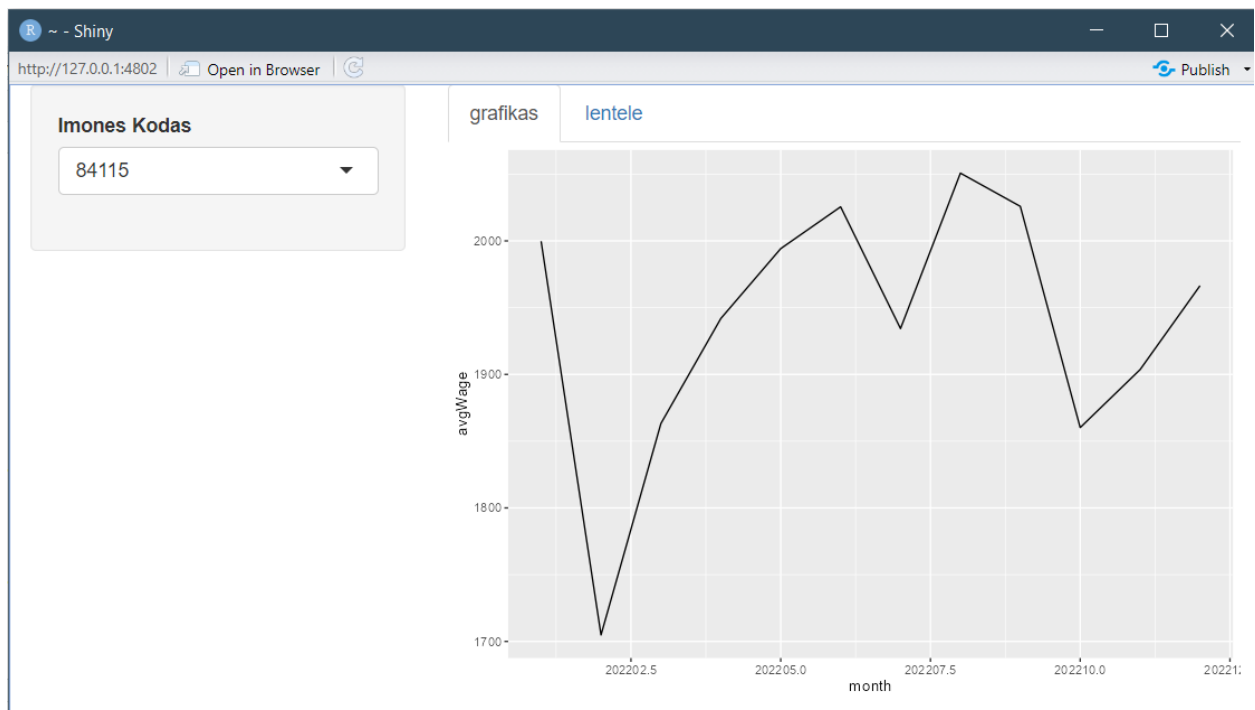 R ~ - Shiny
http://127.0.0.1:4802 Open in Browser Publish
Imones Kodas
84115
grafikas lentele
2000
1900
1800
1700
avgWage
202202.5 202205.0 202207.5 202210.0 20221
month